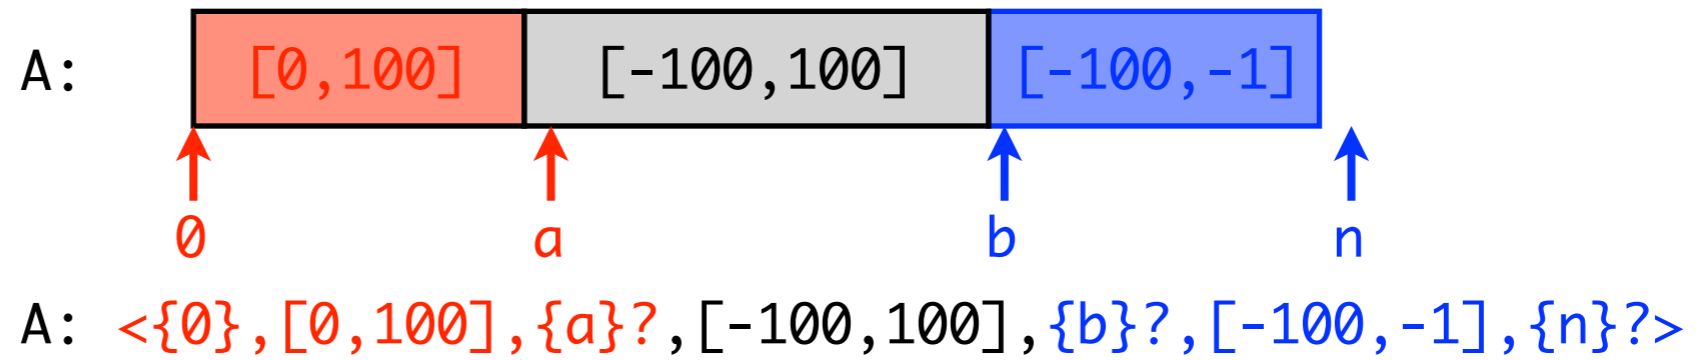 A: [0,100] [-100,100] [-100,-1]
0 a b n
A: <{0},[0,100],{a}?,[-100,100],{b}?,[-100,-1],{n}?>